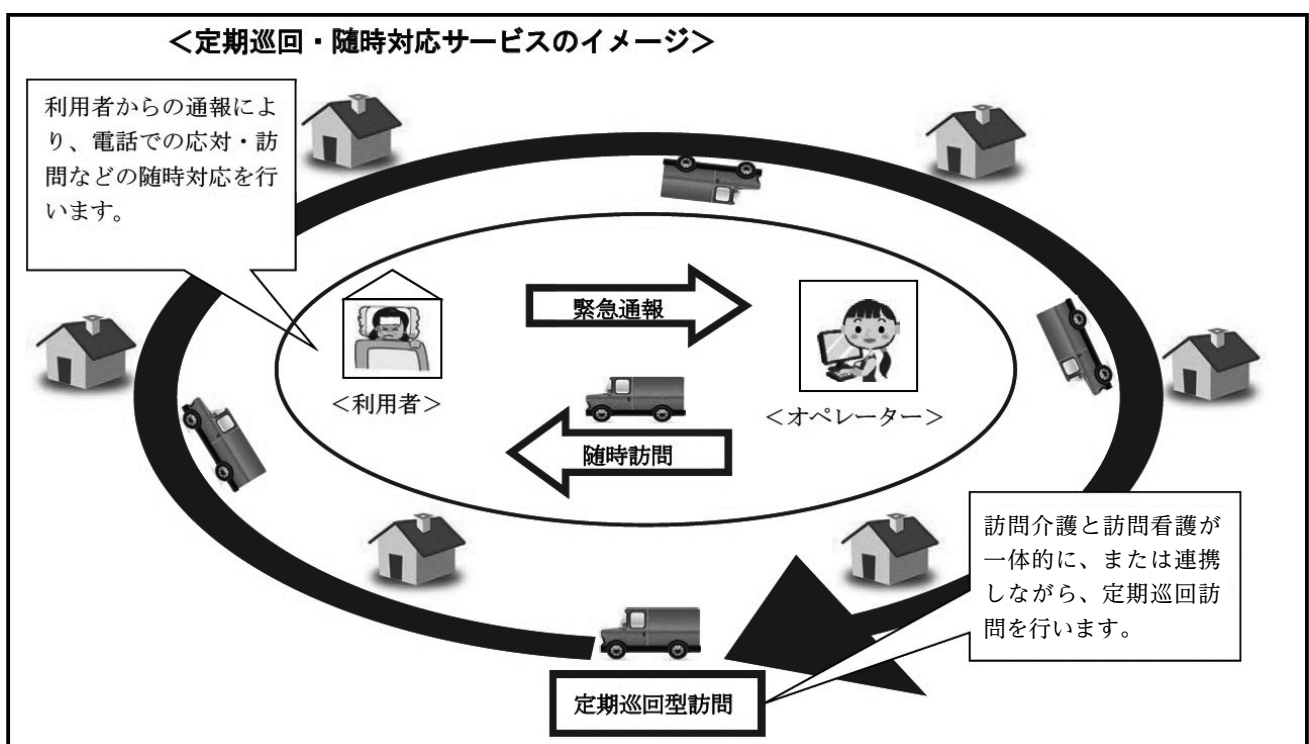 ＜定期巡回・随時対応サービスのイメージ＞
利用者からの通報によ
り、電話での応対・訪
問などの随時対応を行
います。
緊急通報
＜利用者＞
＜オペレーター＞
随時訪問
訪問介護と訪問看護が
一体的に、または連携
しながら、定期巡回訪
問を行います。
定期巡回型訪問